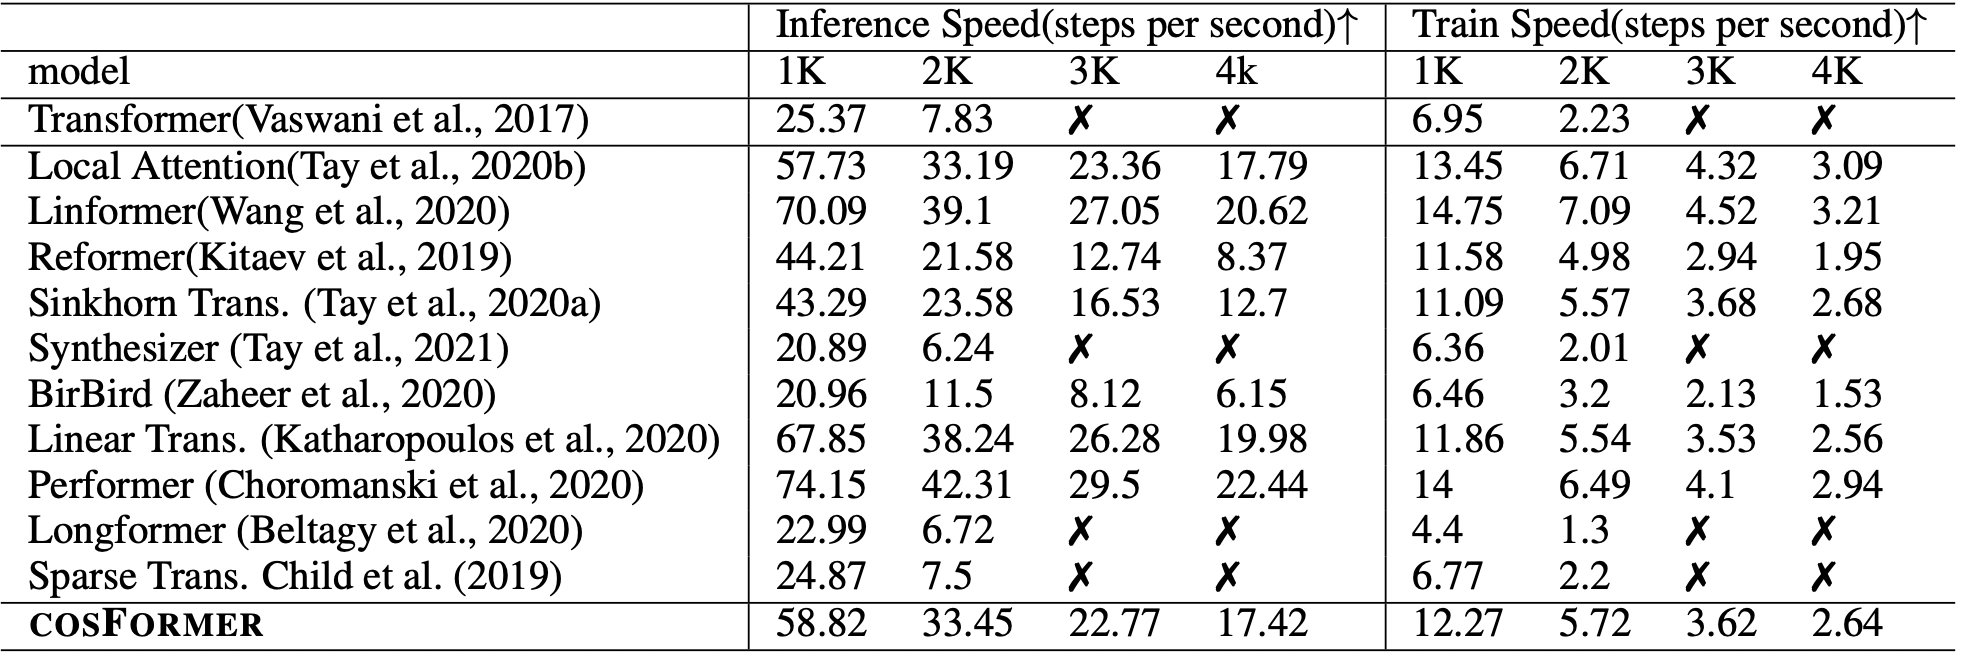 Inference Speed(steps per second)↑ Train Speed(steps per second)↑
model 1K 2K 3K 4k 1K 2K 3K 4K
Transformer(Vaswani et al., 2017) 25.37 7.83 ✗ ✗ 6.95 2.23 ✗ ✗
Local Attention(Tay et al., 2020b) 57.73 33.19 23.36 17.79 13.45 6.71 4.32 3.09
Linformer(Wang et al., 2020) 70.09 39.1 27.05 20.62 14.75 7.09 4.52 3.21
Reformer(Kitaev et al., 2019) 44.21 21.58 12.74 8.37 11.58 4.98 2.94 1.95
Sinkhorn Trans. (Tay et al., 2020a) 43.29 23.58 16.53 12.7 11.09 5.57 3.68 2.68
Synthesizer (Tay et al., 2021) 20.89 6.24 ✗ ✗ 6.36 2.01 ✗ ✗
BirBird (Zaheer et al., 2020) 20.96 11.5 8.12 6.15 6.46 3.2 2.13 1.53
Linear Trans. (Katharopoulos et al., 2020) 67.85 38.24 26.28 19.98 11.86 5.54 3.53 2.56
Performer (Choromanski et al., 2020) 74.15 42.31 29.5 22.44 14 6.49 4.1 2.94
Longformer (Beltagy et al., 2020) 22.99 6.72 ✗ ✗ 4.4 1.3 ✗ ✗
Sparse Trans. Child et al. (2019) 24.87 7.5 ✗ ✗ 6.77 2.2 ✗ ✗
COSFORMER 58.82 33.45 22.77 17.42 12.27 5.72 3.62 2.64